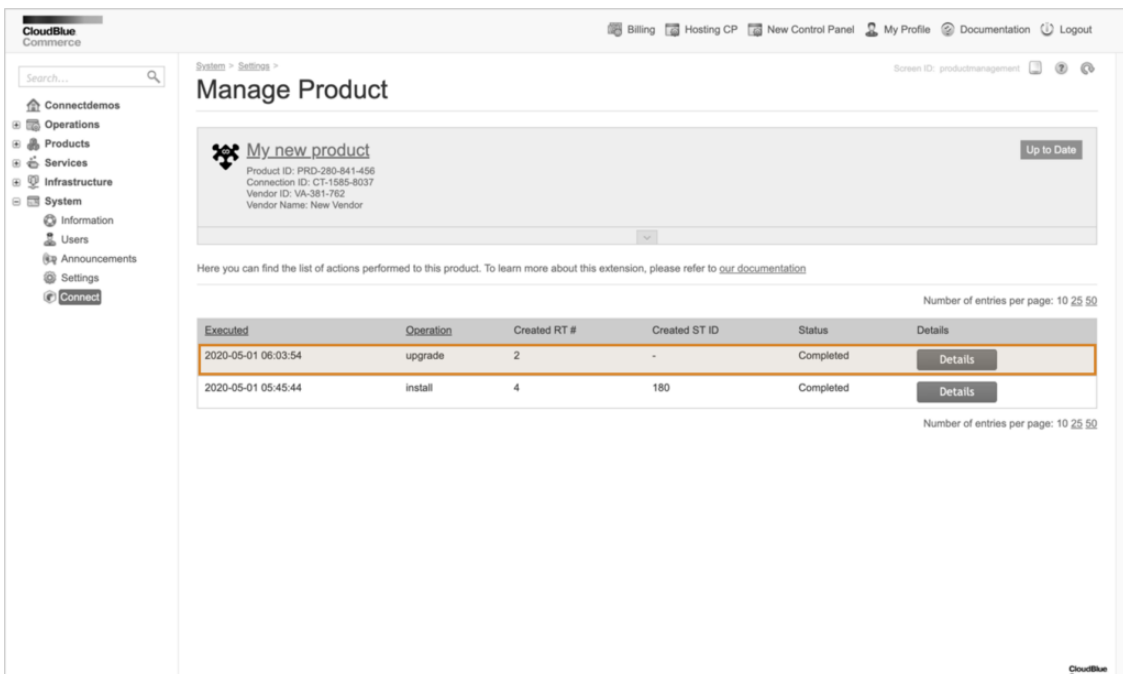 CloudBlue
Commerce
Billing Hosting CP New Control Panel My Profile Documentation Logout
Search...
Connectdemos
Operations
Products
Services
Infrastructure
System
Information
Users
Announcements
Settings
Connect
System > Settings >
Screen ID: productmanagement
Manage Product
My new product
Up to Date
Product ID: PRD-280-841-456
Connection ID: CT-1585-8037
Vendor ID: VA-381-762
Vendor Name: New Vendor
Here you can find the list of actions performed to this product. To learn more about this extension, please refer to our documentation
Number of entries per page: 10 25 50
Executed Operation Created RT # Created ST ID Status Details
2020-05-01 06:03:54 upgrade 2 - Completed Details
2020-05-01 05:45:44 install 4 180 Completed Details
Number of entries per page: 10 25 50
CloudBlue